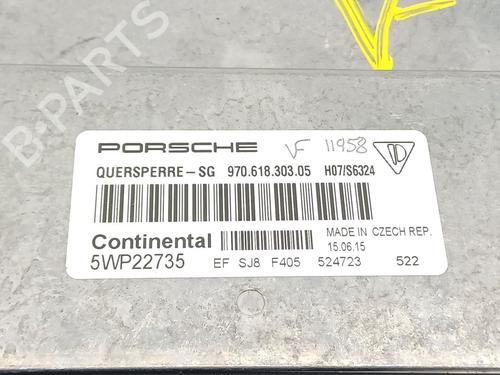 B-PARTS
PORSCHE
VF 11958
QUERSPERRE-SG 970.618.303.05 H07/S6324
Continental
MADE IN CZECH REP.
15.06.15
5WP22735 EF SJ8 F405 524723 522